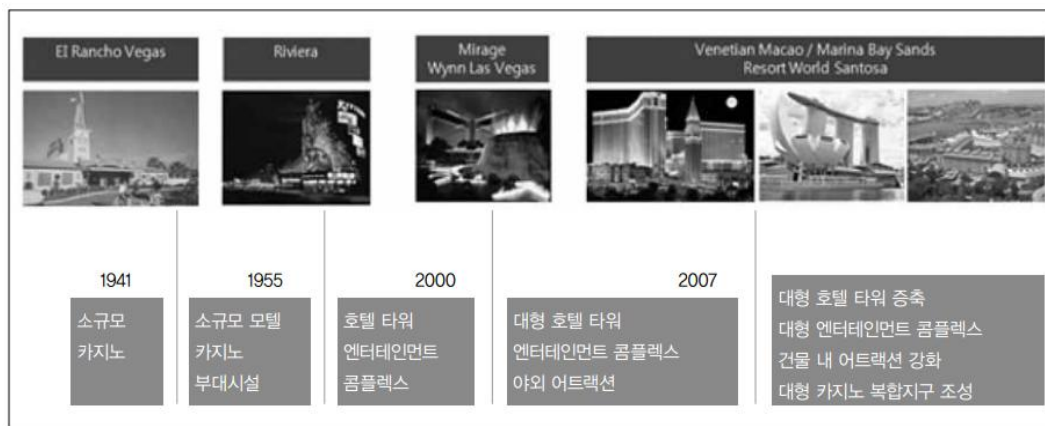 EI Rancho Vegas
Riviera
Mirage
Wynn Las Vegas
Venetian Macao / Marina Bay Sands
Resort World Santosa
1941
1955
2000
2007
소규모
카지노
소규모 모텔
카지노
부대시설
호텔 타워
엔터테인먼트
콤플렉스
대형 호텔 타워
엔터테인먼트 콤플렉스
야외 어트랙션
대형 호텔 타워 증축
대형 엔터테인먼트 콤플렉스
건물 내 어트랙션 강화
대형 카지노 복합지구 조성